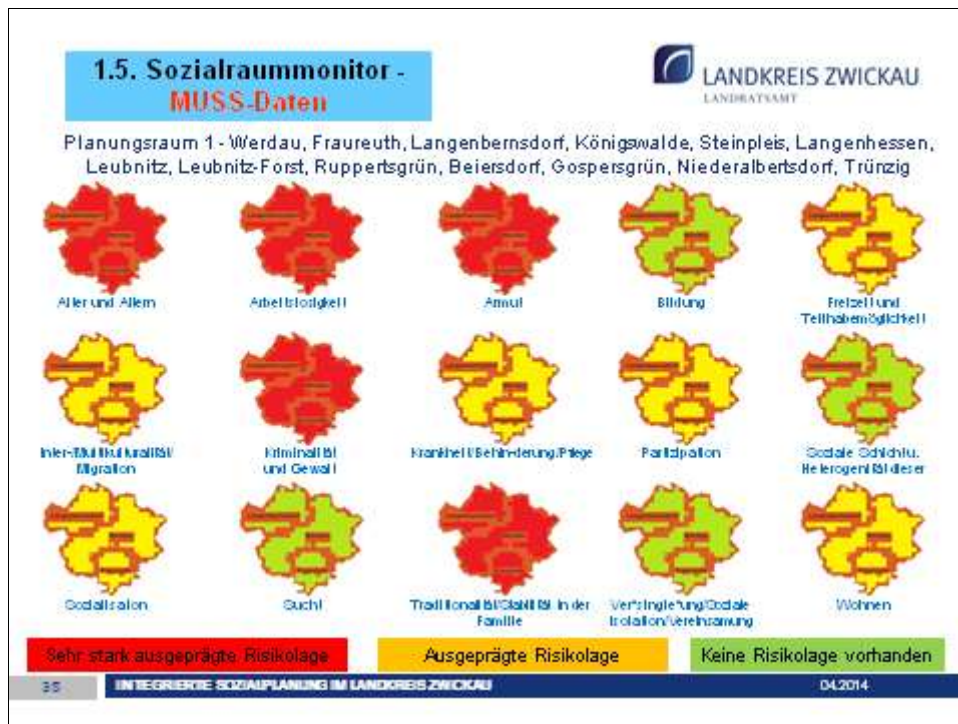 1.5. Sozialraummonitor -
MUSS-Daten
LANDKREIS ZWICKAU
LANDRATSAMT
Planungsraum 1 - Werdau, Fraureuth, Langenbernsdorf, Königswalde, Steinpleis, Langenhessen,
Leubnitz, Leubnitz-Forst, Ruppertsgrün, Beiersdorf, Gospersgrün, Niederalbertsdorf, Trünzig
Alter und Altern
Arbeitslosigkeit
Armut
Bildung
Freizeit und
Teilhabemöglichkeit
Inter-/Multikulturalität/
Migration
Kriminalität
und Gewalt
Krankheit/Behin-derung/Pflege
Partizipation
Soziale Schicht u.
Heterogenität dieser
Sozialisation
Sucht
Traditionalität/Stabilität in der
Familie
Soziale
Isolation/Vereinsamung
Wohnen
Sehr stark ausgeprägte Risikolage
Ausgeprägte Risikolage
Keine Risikolage vorhanden
35
INTEGRIERTE SOZIALPLANUNG IM LANDKREIS ZWICKAU
04.2014